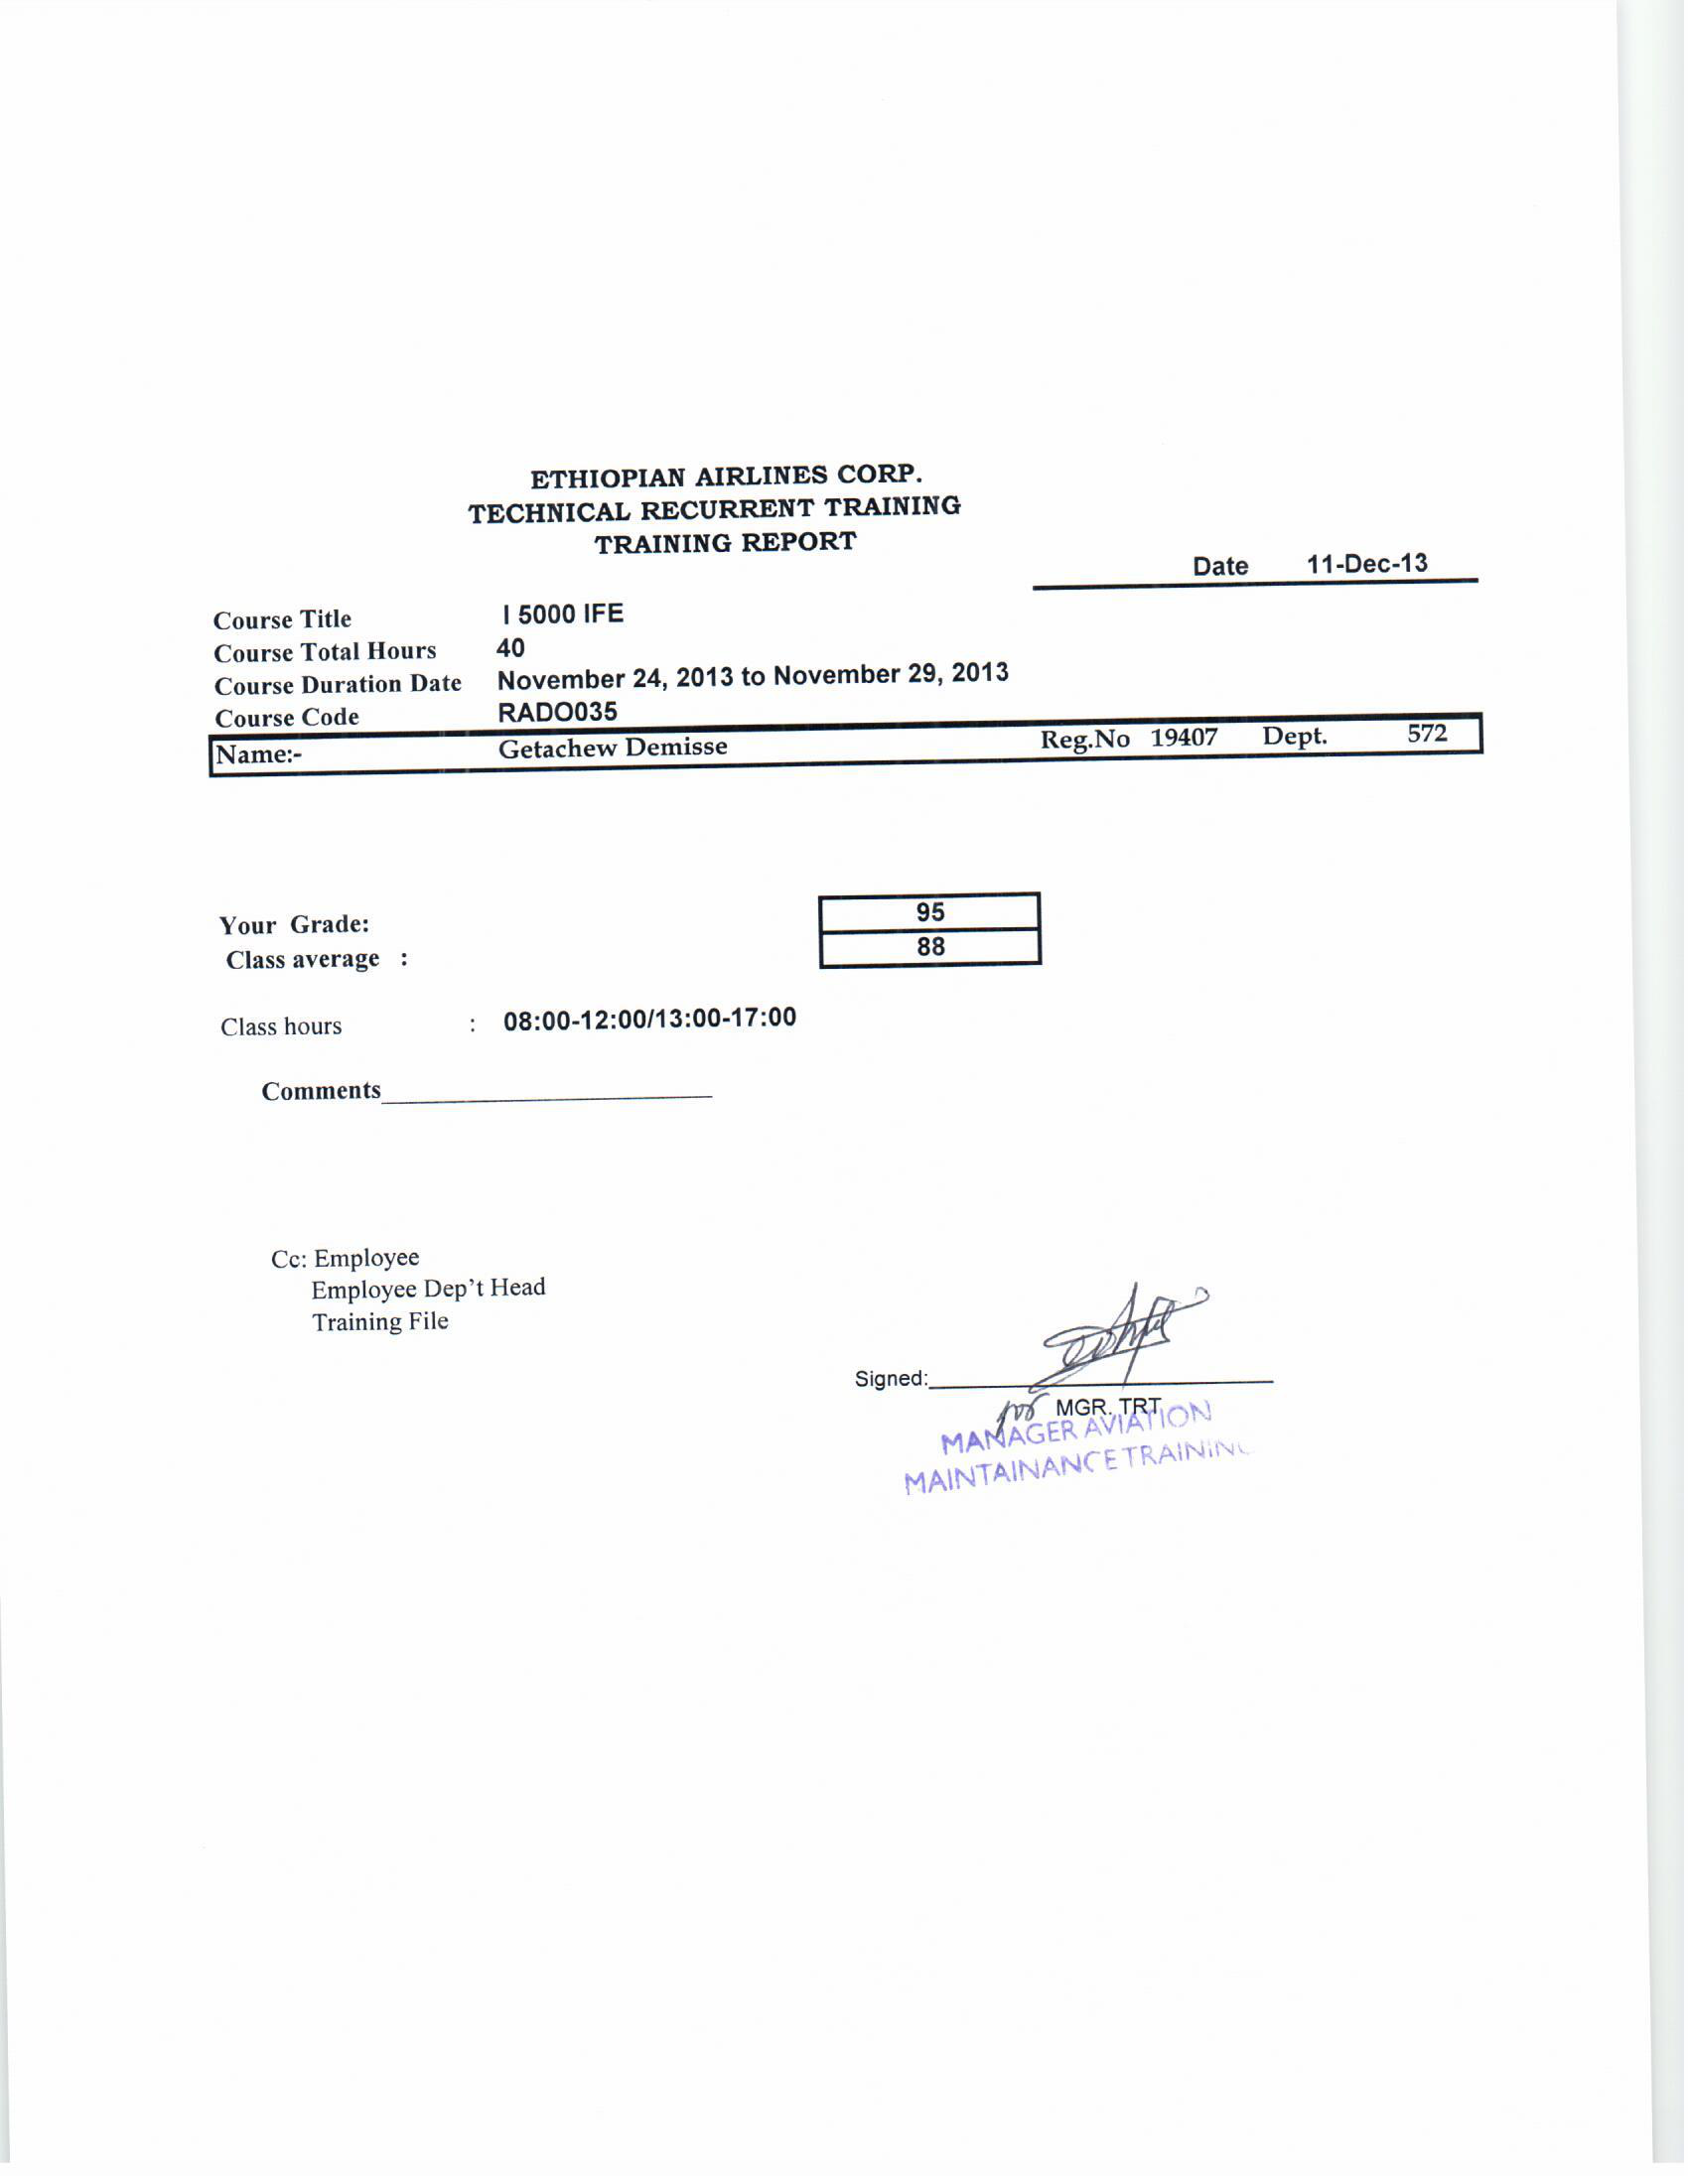 ETHIOPIAN AIRLINES CORP.
TECHNICAL RECURRENT TRAINING
TRAINING REPORT
Date 11-Dec-13
Course Title I 5000 IFE
Course Total Hours 40
Course Duration Date November 24, 2013 to November 29, 2013
Course Code RADO035
Name:- Getachew Demisse Reg.No 19407 Dept. 572
Your Grade: 95
Class average : 88
Class hours : 08:00-12:00/13:00-17:00
Comments
Cc: Employee
Employee Dep't Head
Training File
Signed:
for MGR. TRT
MANAGER AVIATION
MAINTAINANCE TRAINING